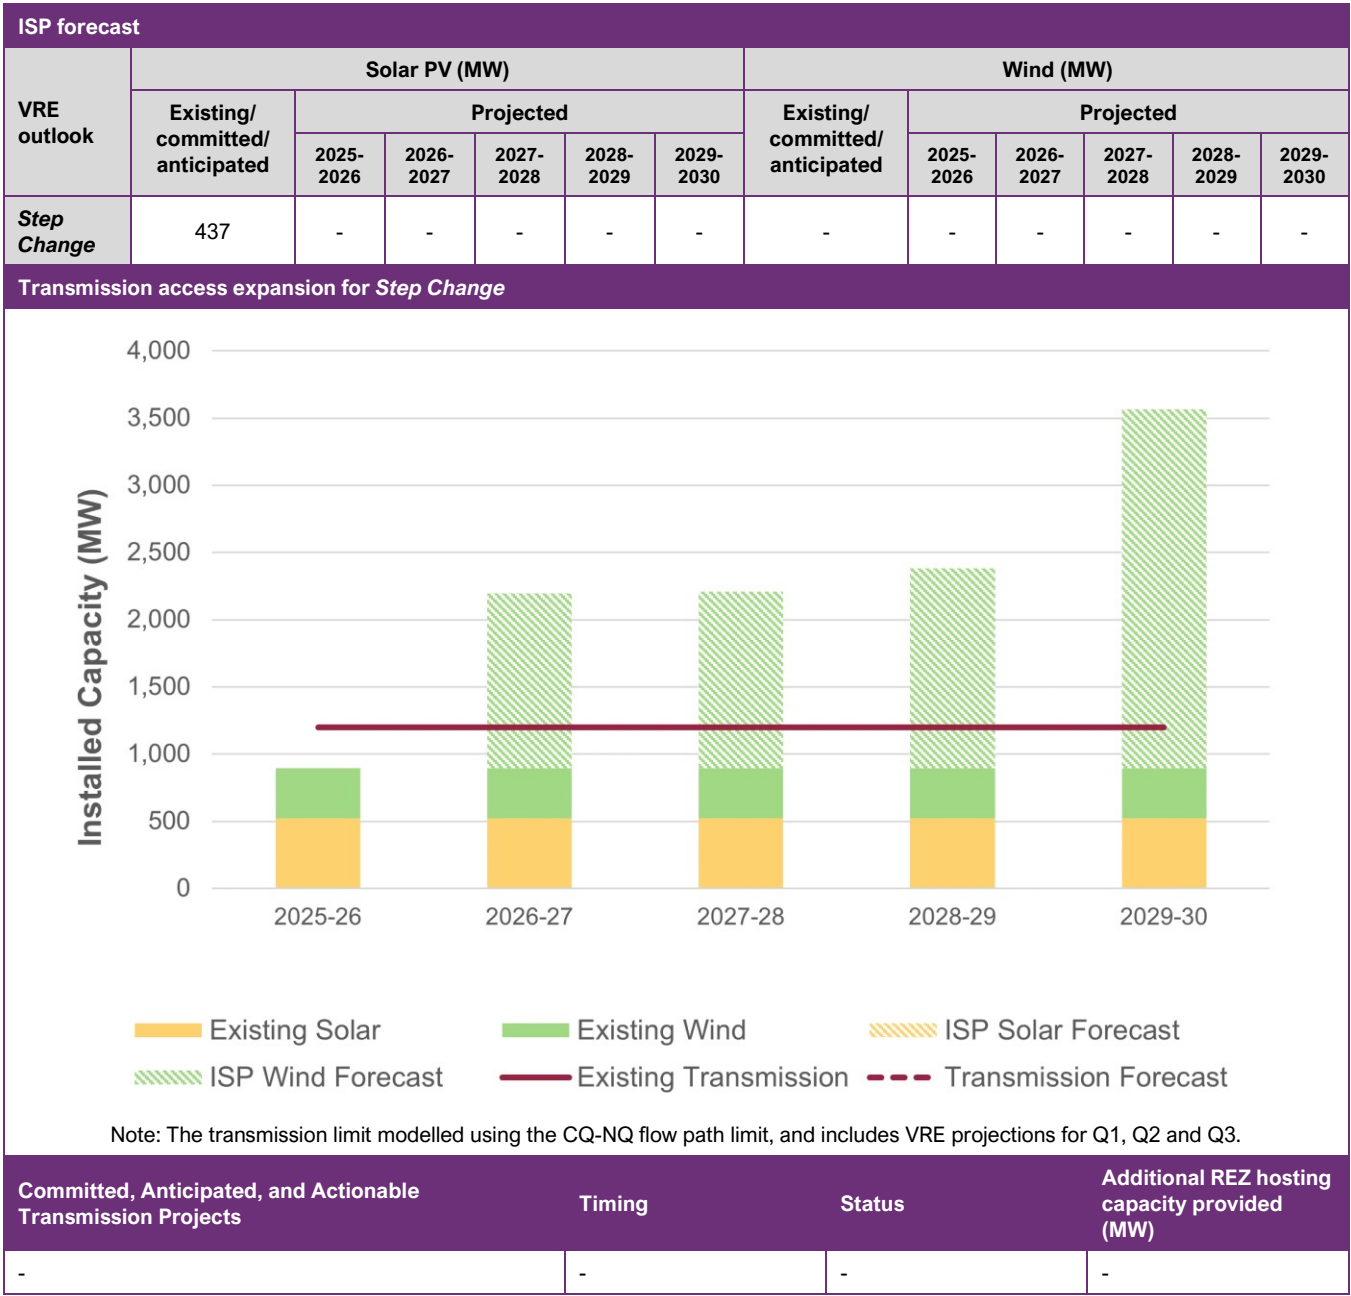 ISP forecast
VRE outlook
Solar PV (MW)
Wind (MW)
Existing/
committed/
anticipated
Projected
Existing/
committed/
anticipated
Projected
2025-
2026
2026-
2027
2027-
2028
2028-
2029
2029-
2030
2025-
2026
2026-
2027
2027-
2028
2028-
2029
2029-
2030
Step
Change
437 - - - - - - - - - - -
Transmission access expansion for Step Change
Installed Capacity (MW)
4,000
3,500
3,000
2,500
2,000
1,500
1,000
500
0
2025-26 2026-27 2027-28 2028-29 2029-30
Existing Solar Existing Wind ISP Solar Forecast
ISP Wind Forecast Existing Transmission Transmission Forecast
Note: The transmission limit modelled using the CQ-NQ flow path limit, and includes VRE projections for Q1, Q2 and Q3.
Committed, Anticipated, and Actionable
Transmission Projects
Timing
Status
Additional REZ hosting
capacity provided
(MW)
- - - -